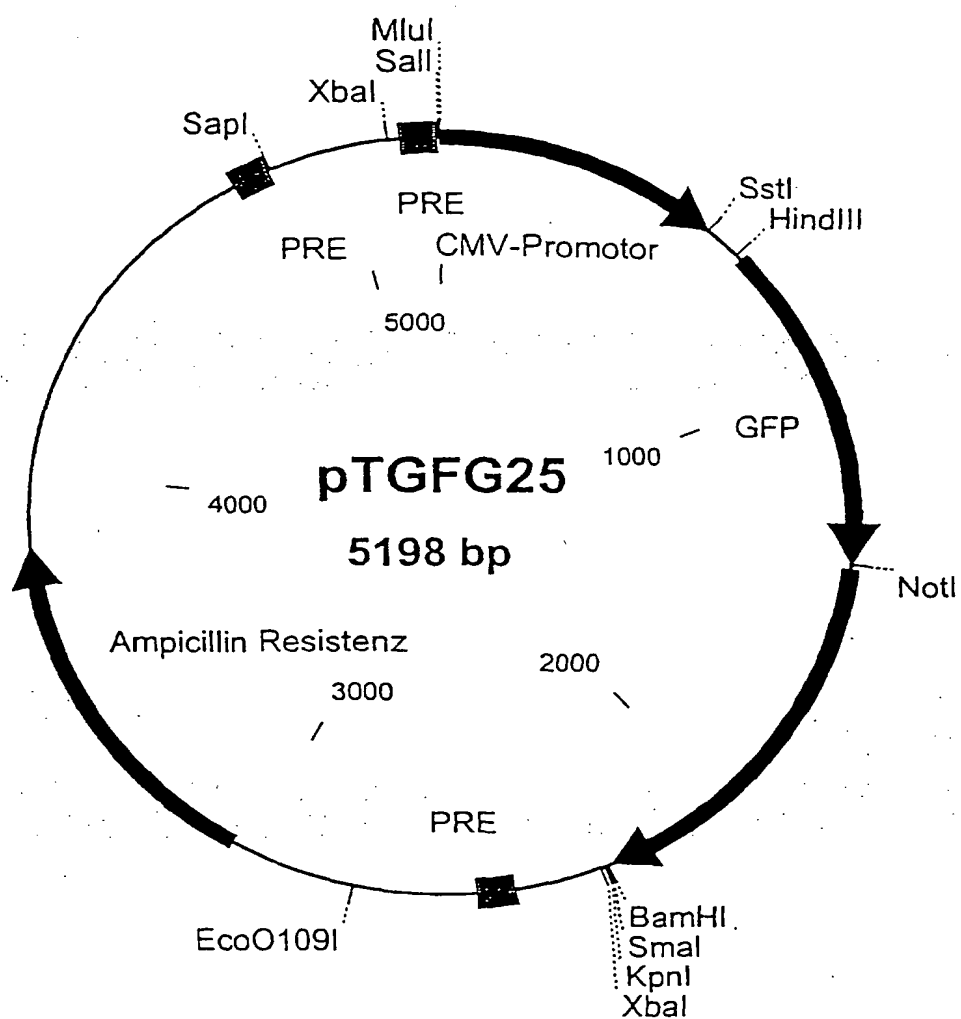 MluI
SalI
XbaI
SapI
PRE
PRE
CMV-Promotor
SstI
HindIII
5000
GFP
1000
pTGFG25
4000
5198 bp
NotI
Ampicillin Resistenz
2000
3000
PRE
EcoO109I
BamHI
SmaI
KpnI
XbaI